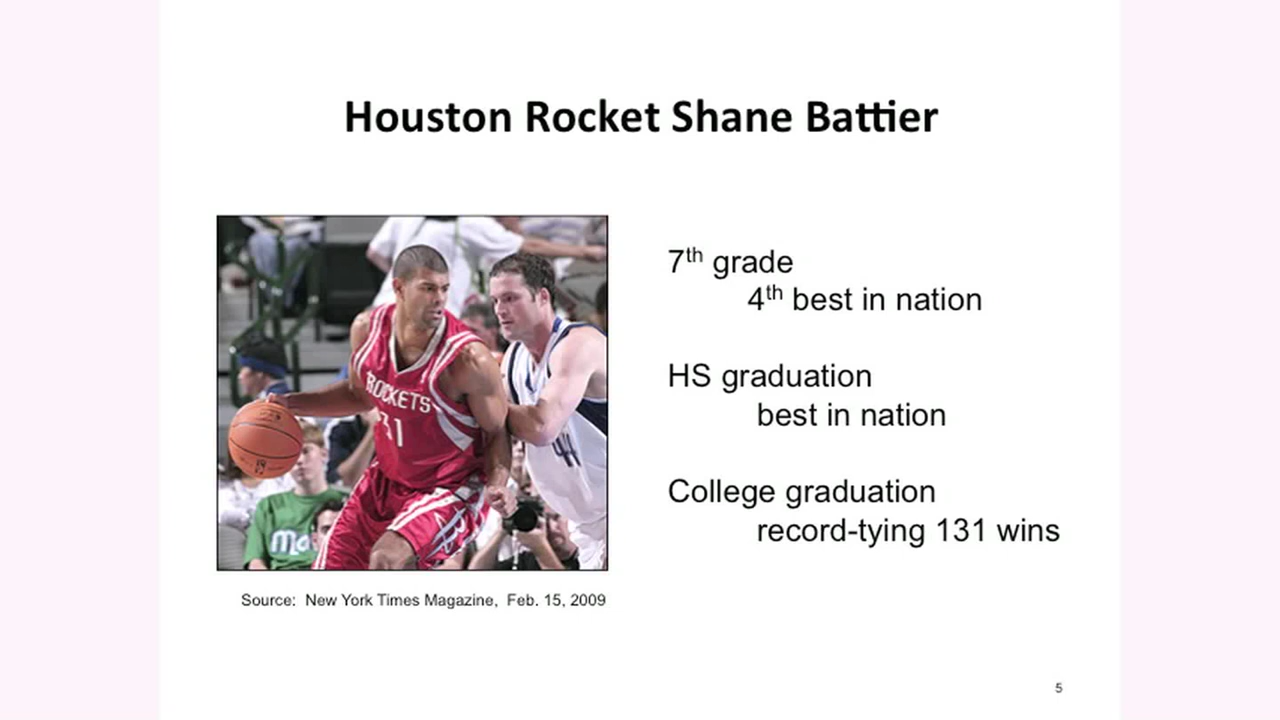 Houston Rocket Shane Battier
ROCKETS
31
44
7th grade
4th best in nation
HS graduation
best in nation
College graduation
record-tying 131 wins
Source: New York Times Magazine, Feb. 15, 2009
5